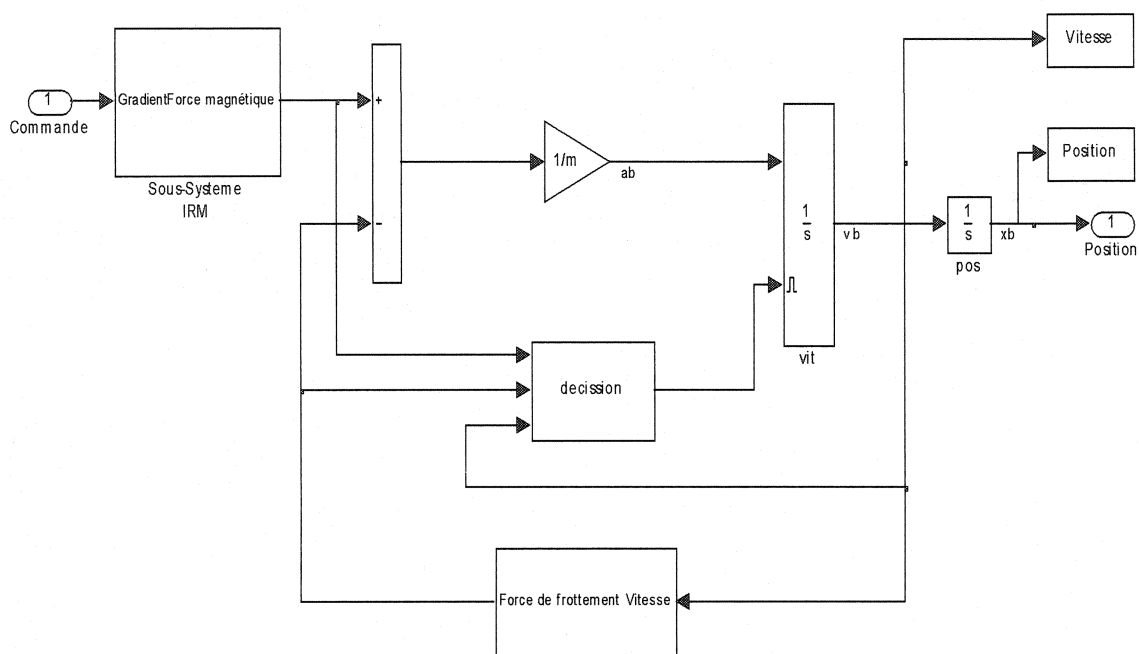 Vitesse
1
Commande
GradientForce magnétique
Sous-Systeme
IRM
+
−
1/m
ab
1
s
vb
vit
1
s
pos
xb
Position
1
Position
decission
Force de frottement Vitesse